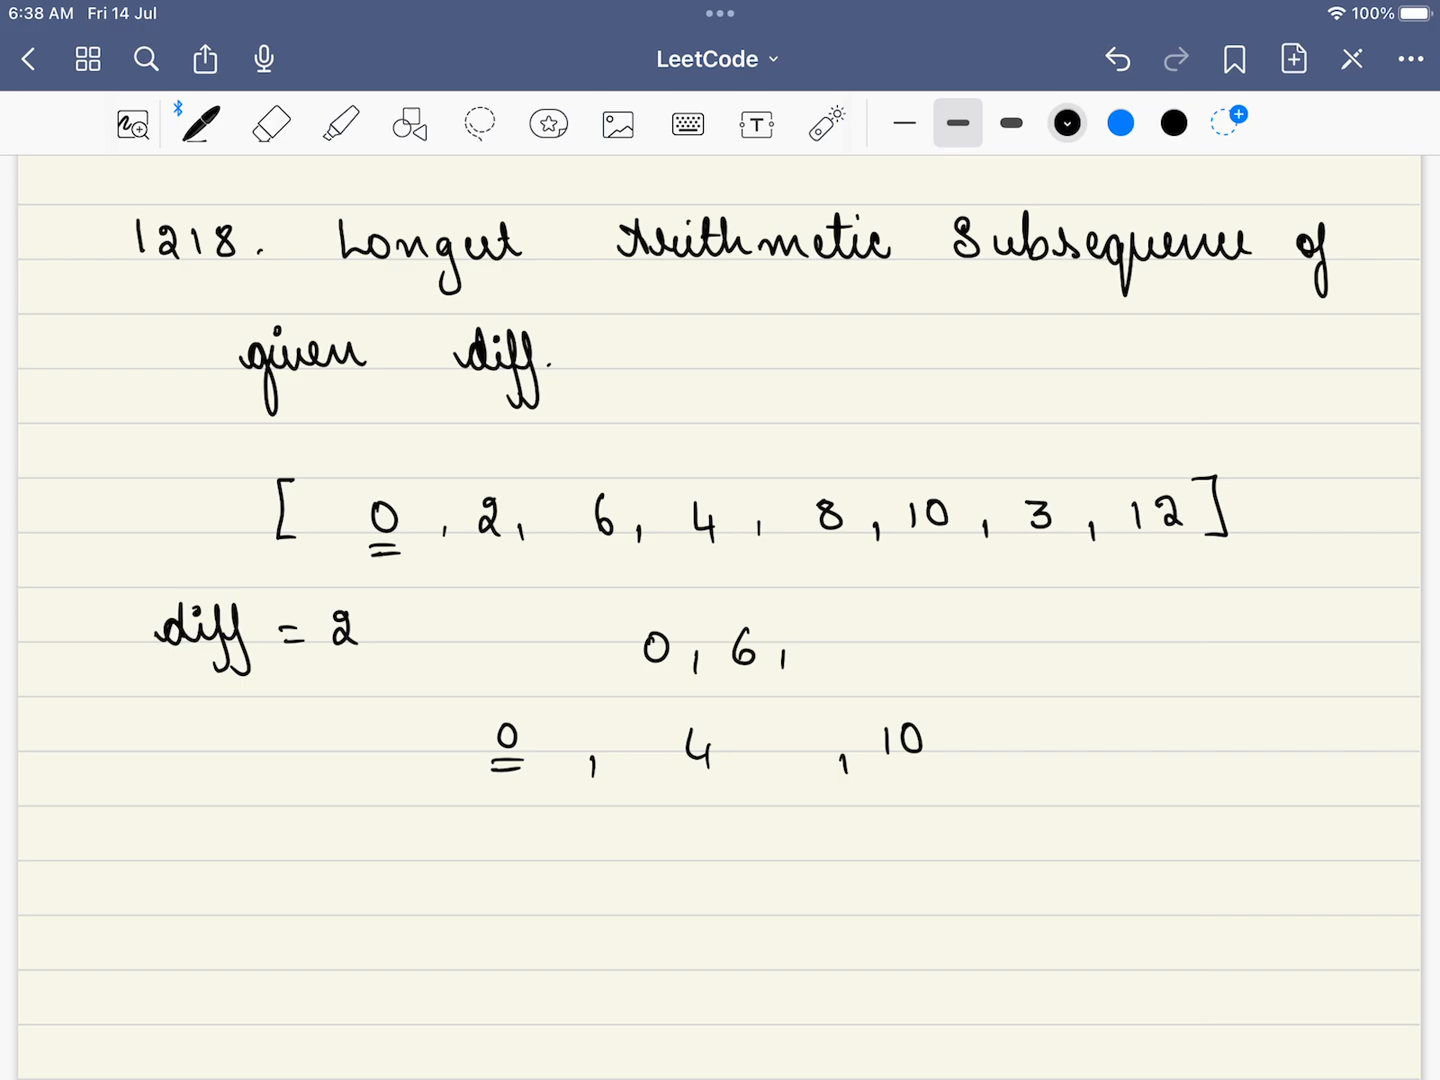 6:38 AM Fri 14 Jul 100%
LeetCode
T
1218. Longest Arithmetic Subsequence of
given diff.
[ 0 , 2, 6, 4, 8, 10, 3, 12]
diff = 2 0, 6,
0 , 4 , 10